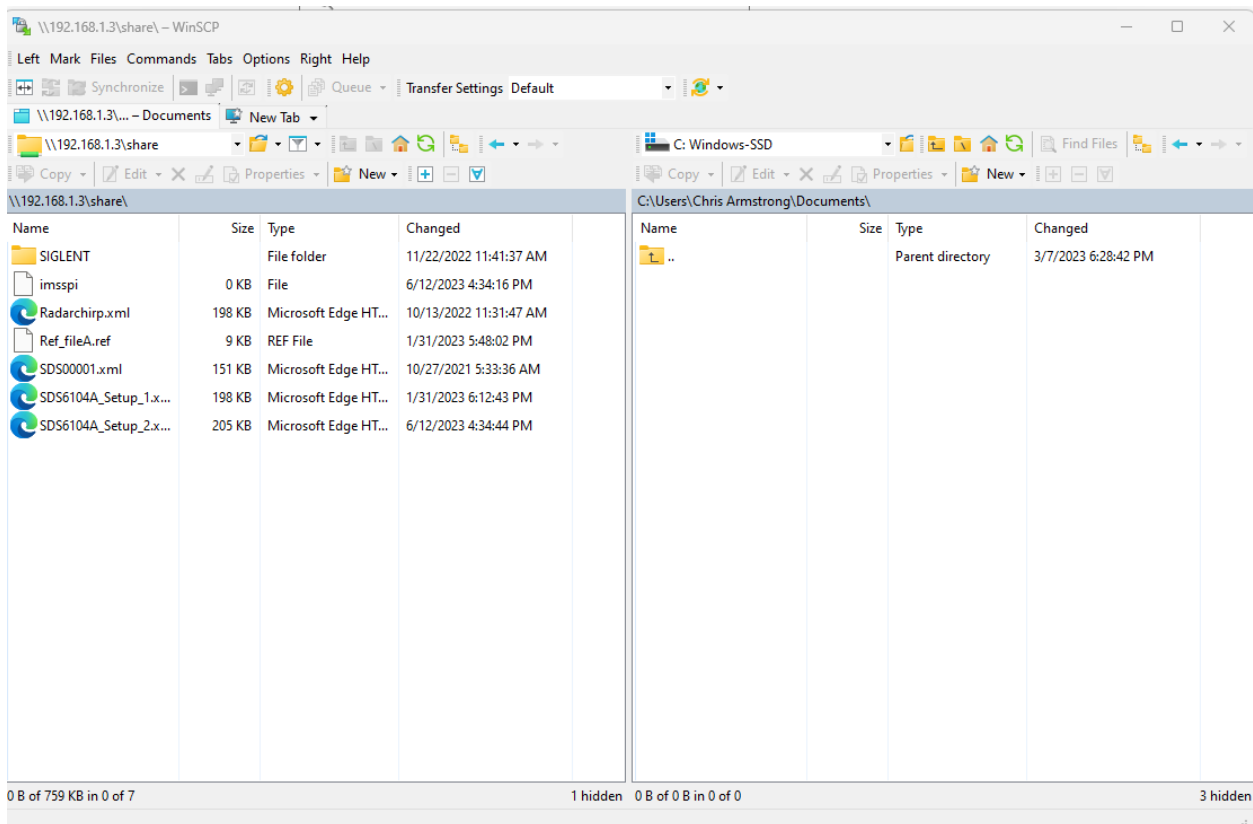 \\192.168.1.3\share\ – WinSCP
Left Mark Files Commands Tabs Options Right Help
Synchronize Queue Transfer Settings Default
\\192.168.1.3\... – Documents New Tab
\\192.168.1.3\share C: Windows-SSD Find Files
Copy Edit Properties New Copy Edit Properties New
\\192.168.1.3\share\ C:\Users\Chris Armstrong\Documents\
Name Size Type Changed Name Size Type Changed
SIGLENT File folder 11/22/2022 11:41:37 AM .. Parent directory 3/7/2023 6:28:42 PM
imsspi 0 KB File 6/12/2023 4:34:16 PM
Radarchirp.xml 198 KB Microsoft Edge HT... 10/13/2022 11:31:47 AM
Ref_fileA.ref 9 KB REF File 1/31/2023 5:48:02 PM
SDS00001.xml 151 KB Microsoft Edge HT... 10/27/2021 5:33:36 AM
SDS6104A_Setup_1.x... 198 KB Microsoft Edge HT... 1/31/2023 6:12:43 PM
SDS6104A_Setup_2.x... 205 KB Microsoft Edge HT... 6/12/2023 4:34:44 PM
0 B of 759 KB in 0 of 7 1 hidden 0 B of 0 B in 0 of 0 3 hidden